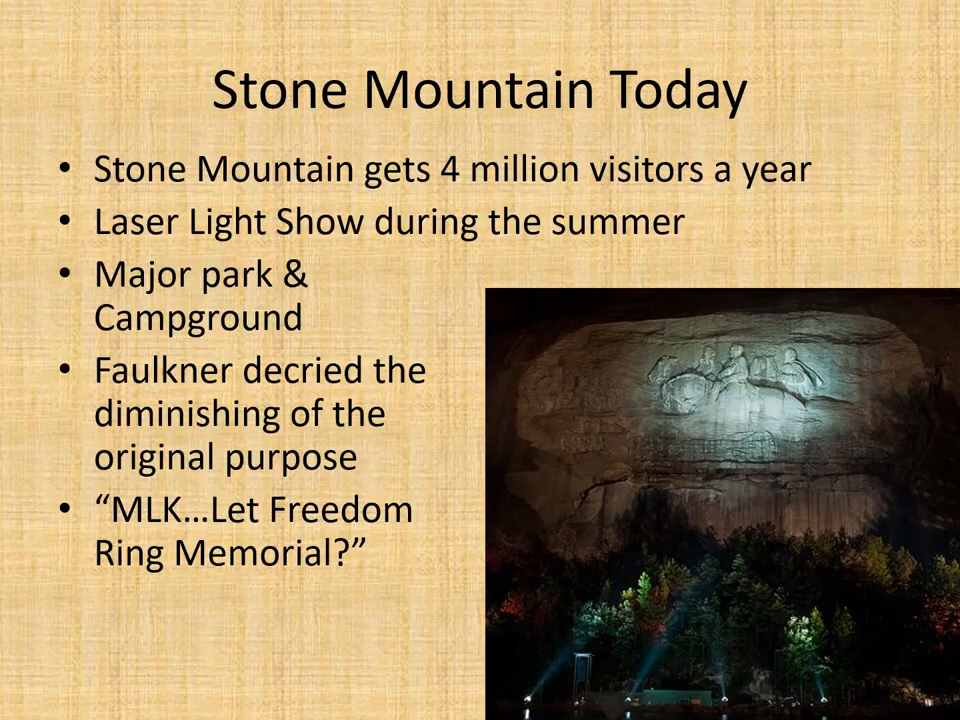 Stone Mountain Today
• Stone Mountain gets 4 million visitors a year
• Laser Light Show during the summer
• Major park &
Campground
• Faulkner decried the
diminishing of the
original purpose
• “MLK…Let Freedom
Ring Memorial?”